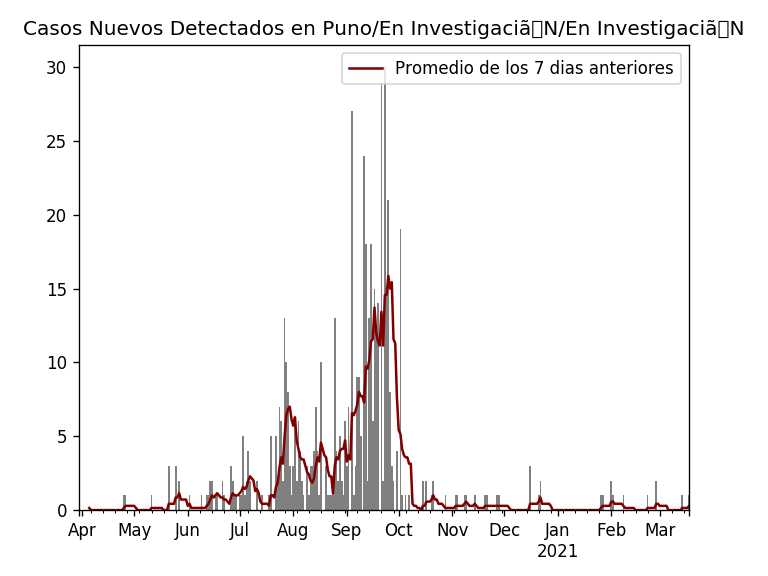 Casos Nuevos Detectados en Puno/En Investigaciã▯N/En Investigaciã▯N
Promedio de los 7 dias anteriores
30
25
20
15
10
5
0
Apr May Jun Jul Aug Sep Oct Nov Dec Jan Feb Mar
2021